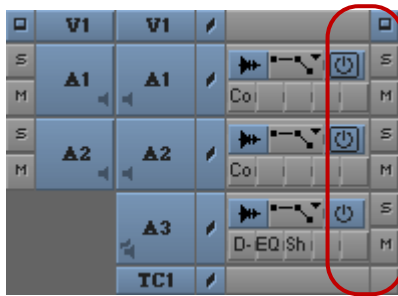 V1 V1
S A1 A1 S
M Co M
S A2 A2 S
M Co M
A3 S
D- EQ Sh M
TC1